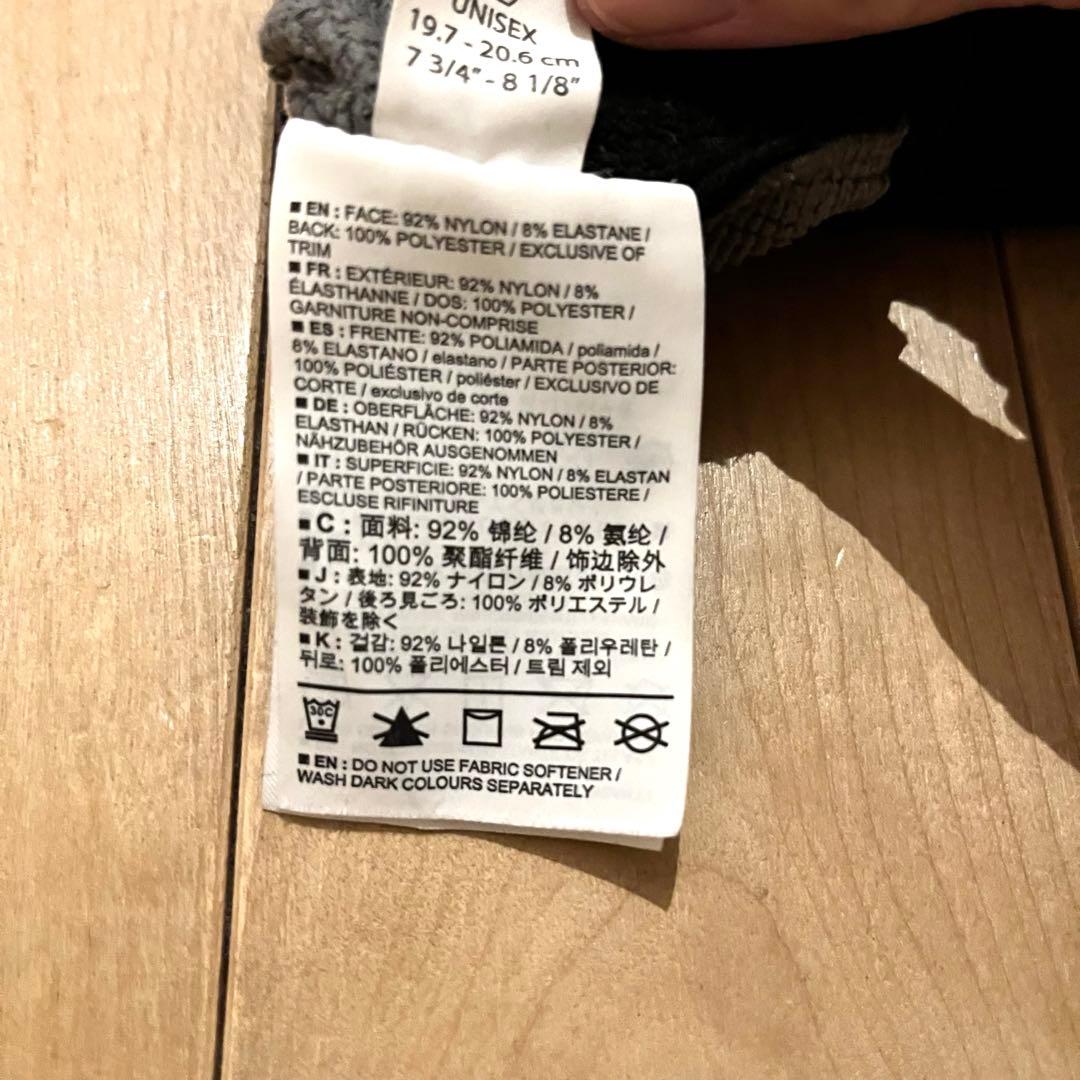 UNISEX
19.7 - 20.6 cm
7 3/4" - 8 1/8"
■ EN : FACE: 92% NYLON / 8% ELASTANE /
BACK: 100% POLYESTER / EXCLUSIVE OF
TRIM
■ FR : EXTÉRIEUR: 92% NYLON / 8%
ÉLASTHANNE / DOS: 100% POLYESTER /
GARNITURE NON-COMPRISE
■ ES : FRENTE: 92% POLIAMIDA / poliamida /
8% ELASTANO / elastano / PARTE POSTERIOR:
100% POLIÉSTER / poliéster / EXCLUSIVO DE
CORTE / exclusivo de corte
■ DE : OBERFLÄCHE: 92% NYLON / 8%
ELASTHAN / RÜCKEN: 100% POLYESTER /
NÄHZUBEHÖR AUSGENOMMEN
■ IT : SUPERFICIE: 92% NYLON / 8% ELASTAN
/ PARTE POSTERIORE: 100% POLIESTERE /
ESCLUSE RIFINITURE
■ C : 面料: 92% 锦纶 / 8% 氨纶 /
背面: 100% 聚酯纤维 / 饰边除外
■ J : 表地: 92% ナイロン / 8% ポリウレ
タン / 後ろ見ごろ: 100% ポリエステル /
装飾を除く
■ K : 겉감: 92% 나일론 / 8% 폴리우레탄 /
뒤로: 100% 폴리에스터 / 트림 제외
30C
■ EN : DO NOT USE FABRIC SOFTENER /
WASH DARK COLOURS SEPARATELY